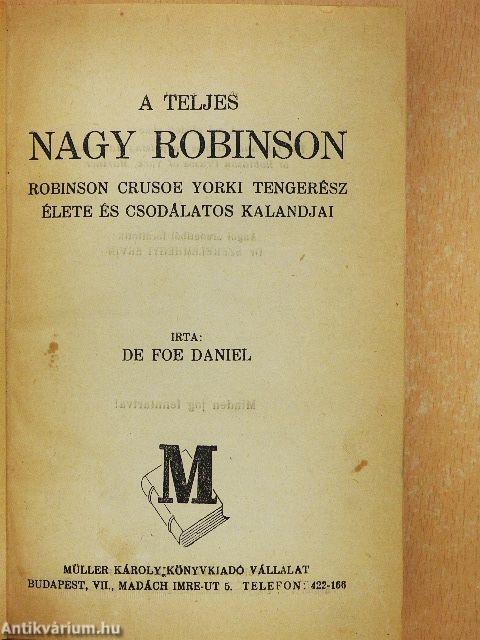 A TELJES
NAGY ROBINSON
ROBINSON CRUSOE YORKI TENGERÉSZ
ÉLETE ÉS CSODÁLATOS KALANDJAI
IRTA:
DE FOE DANIEL
M
MÜLLER KÁROLY KÖNYVKIADÓ VÁLLALAT
BUDAPEST, VII., MADÁCH IMRE-UT 5. TELEFON: 422-166
Antikvárium.hu